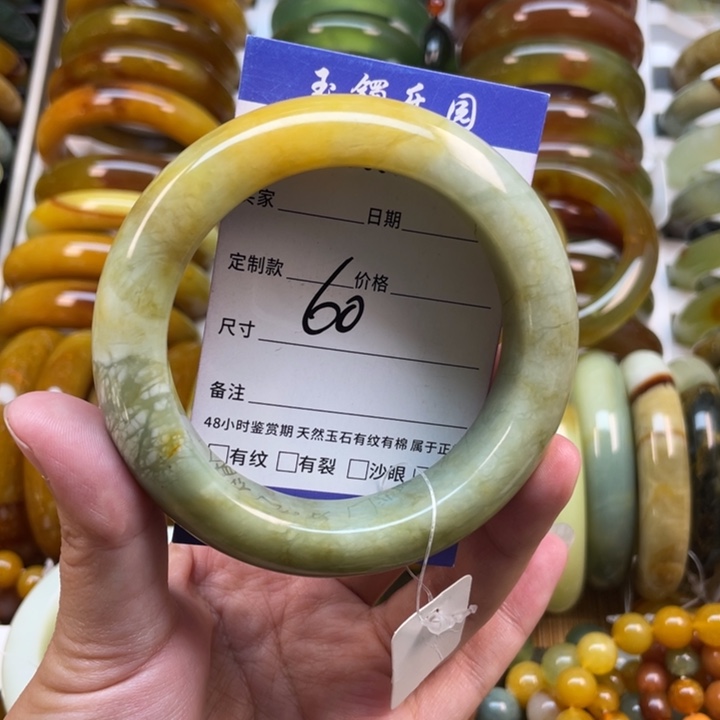 玉镯乐园
家 日期
定制款 价格
60
尺寸
备注
48小时鉴赏期 天然玉石有纹有棉 属于正
□有纹 □有裂 □沙眼 □